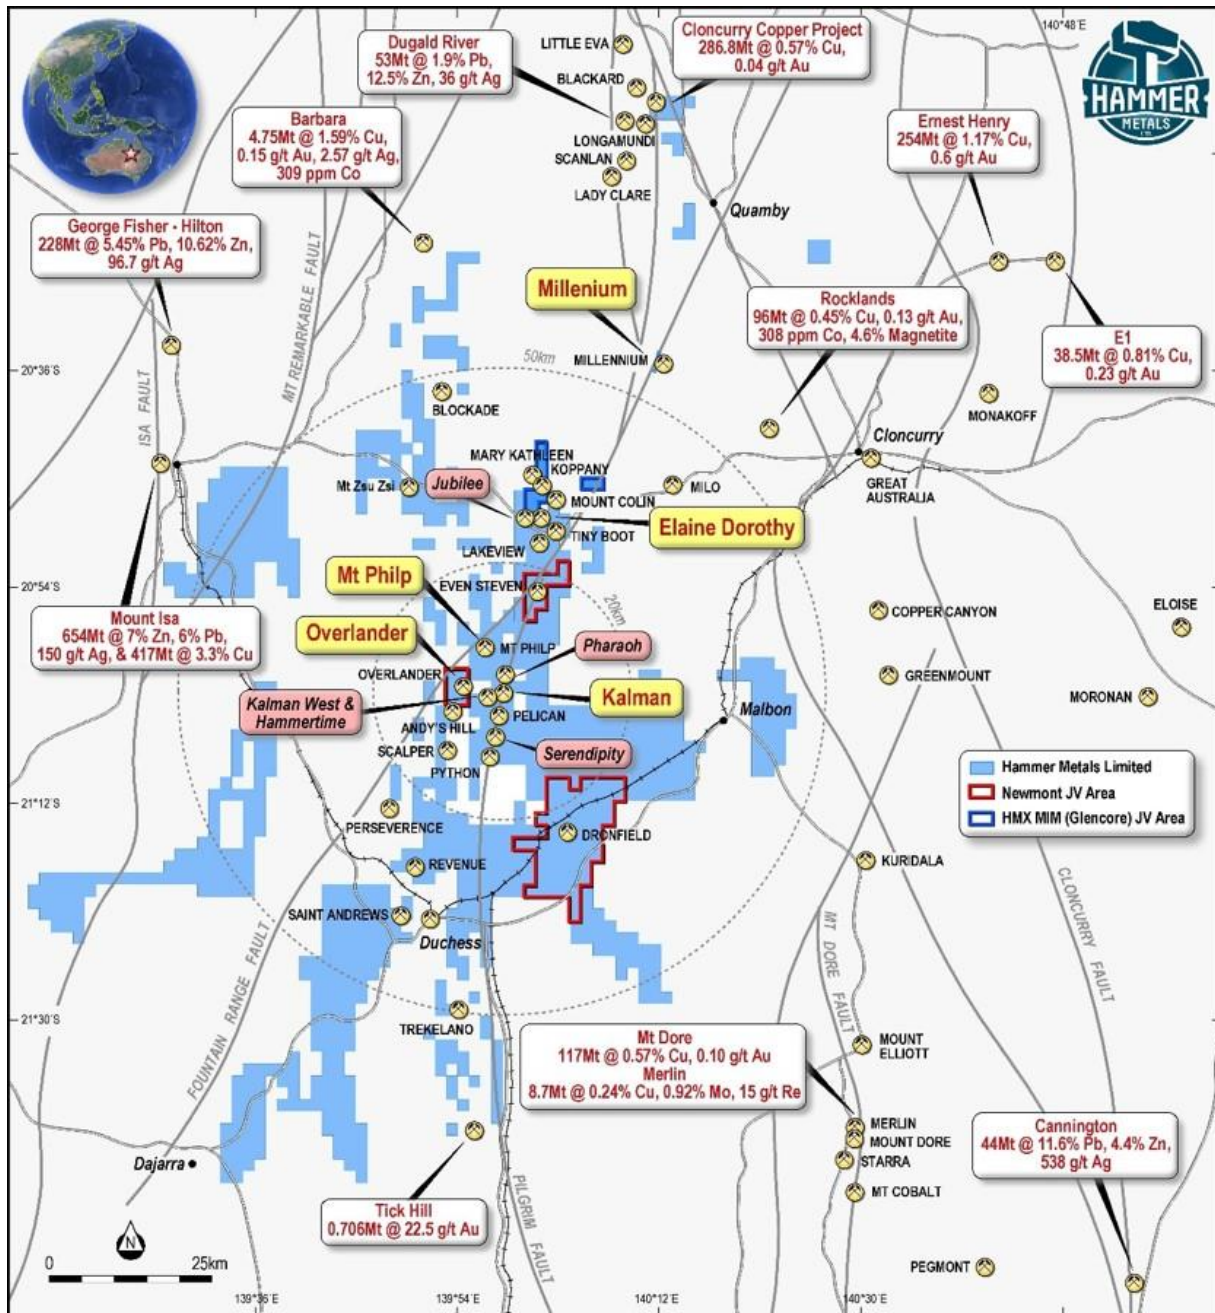 140°48'E
LITTLE EVA
Dugald River
53Mt @ 1.9% Pb,
12.5% Zn, 36 g/t Ag
Cloncurry Copper Project
286.8Mt @ 0.57% Cu,
0.04 g/t Au
HAMMER
METALS
BLACKARD
Barbara
4.75Mt @ 1.59% Cu,
0.15 g/t Au, 2.57 g/t Ag,
309 ppm Co
Ernest Henry
254Mt @ 1.17% Cu,
0.6 g/t Au
LONGAMUNDI
SCANLAN
LADY CLARE
Quamby
George Fisher - Hilton
228Mt @ 5.45% Pb, 10.62% Zn,
96.7 g/t Ag
MT REMARKABLE FAULT
Millenium
Rocklands
96Mt @ 0.45% Cu, 0.13 g/t Au,
308 ppm Co, 4.6% Magnetite
E1
38.5Mt @ 0.81% Cu,
0.23 g/t Au
50km
MILLENNIUM
20°36'S
ISA FAULT
BLOCKADE
MONAKOFF
Cloncurry
MARY KATHLEEN
KOPPANY
Jubilee
Mt Zsu Zsi
MILO
GREAT
AUSTRALIA
MOUNT COLIN
Elaine Dorothy
TINY BOOT
LAKEVIEW
20°54'S
Mt Philp
EVEN STEVEN
20km
COPPER CANYON
ELOISE
Mount Isa
654Mt @ 7% Zn, 6% Pb,
150 g/t Ag, & 417Mt @ 3.3% Cu
Overlander
MT PHILP
Pharaoh
OVERLANDER
GREENMOUNT
Kalman West &
Hammertime
Kalman
MORONAN
PELICAN
Malbon
ANDY'S HILL
SCALPER
Serendipity
PYTHON
Hammer Metals Limited
Newmont JV Area
HMX MIM (Glencore) JV Area
21°12'S
PERSEVERENCE
DRONFIELD
REVENUE
KURIDALA
CLONCURRY FAULT
SAINT ANDREWS
Duchess
MT DORE FAULT
FOUNTAIN RANGE FAULT
21°30'S
TREKELANO
Mt Dore
117Mt @ 0.57% Cu, 0.10 g/t Au
Merlin
8.7Mt @ 0.24% Cu, 0.92% Mo, 15 g/t Re
MOUNT
ELLIOTT
MERLIN
MOUNT DORE
STARRA
MT COBALT
Cannington
44Mt @ 11.6% Pb, 4.4% Zn,
538 g/t Ag
Dajarra
Tick Hill
0.706Mt @ 22.5 g/t Au
PILGRIM FAULT
N
0
25km
PEGMONT
139°36'E
139°54'E
140°12'E
140°30'E